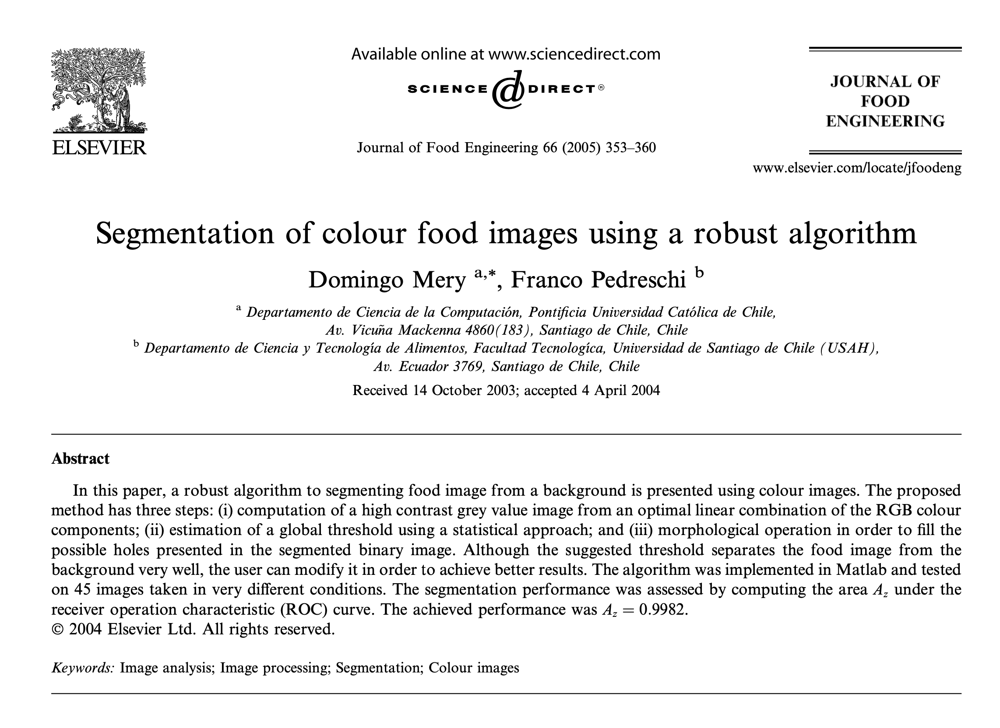 Available online at www.sciencedirect.com
SCIENCE @ DIRECT®
NON SOLUS
ELSEVIER
JOURNAL OF
FOOD
ENGINEERING
Journal of Food Engineering 66 (2005) 353–360
www.elsevier.com/locate/jfoodeng
Segmentation of colour food images using a robust algorithm
Domingo Mery a,*, Franco Pedreschi b
a Departamento de Ciencia de la Computación, Pontificia Universidad Católica de Chile,
Av. Vicuña Mackenna 4860(183), Santiago de Chile, Chile
b Departamento de Ciencia y Tecnología de Alimentos, Facultad Tecnologíca, Universidad de Santiago de Chile (USAH),
Av. Ecuador 3769, Santiago de Chile, Chile
Received 14 October 2003; accepted 4 April 2004
Abstract
In this paper, a robust algorithm to segmenting food image from a background is presented using colour images. The proposed
method has three steps: (i) computation of a high contrast grey value image from an optimal linear combination of the RGB colour
components; (ii) estimation of a global threshold using a statistical approach; and (iii) morphological operation in order to fill the
possible holes presented in the segmented binary image. Although the suggested threshold separates the food image from the
background very well, the user can modify it in order to achieve better results. The algorithm was implemented in Matlab and tested
on 45 images taken in very different conditions. The segmentation performance was assessed by computing the area Az under the
receiver operation characteristic (ROC) curve. The achieved performance was Az = 0.9982.
© 2004 Elsevier Ltd. All rights reserved.
Keywords: Image analysis; Image processing; Segmentation; Colour images